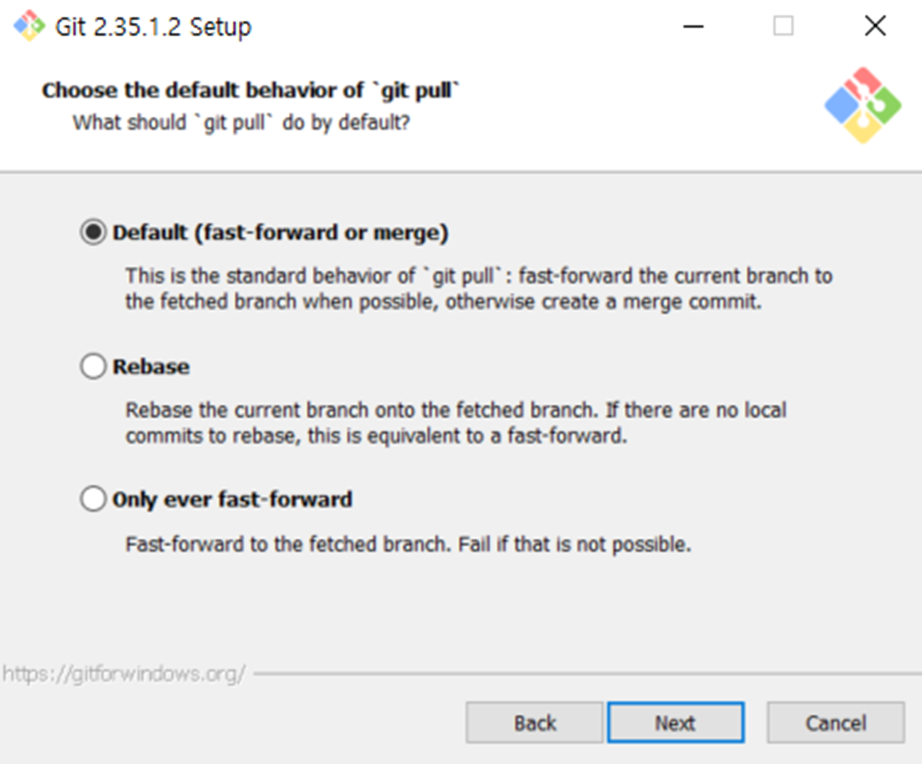 Git 2.35.1.2 Setup
Choose the default behavior of `git pull`
What should `git pull` do by default?
Default (fast-forward or merge)
This is the standard behavior of `git pull`: fast-forward the current branch to
the fetched branch when possible, otherwise create a merge commit.
Rebase
Rebase the current branch onto the fetched branch. If there are no local
commits to rebase, this is equivalent to a fast-forward.
Only ever fast-forward
Fast-forward to the fetched branch. Fail if that is not possible.
https://gitforwindows.org/
Back Next Cancel